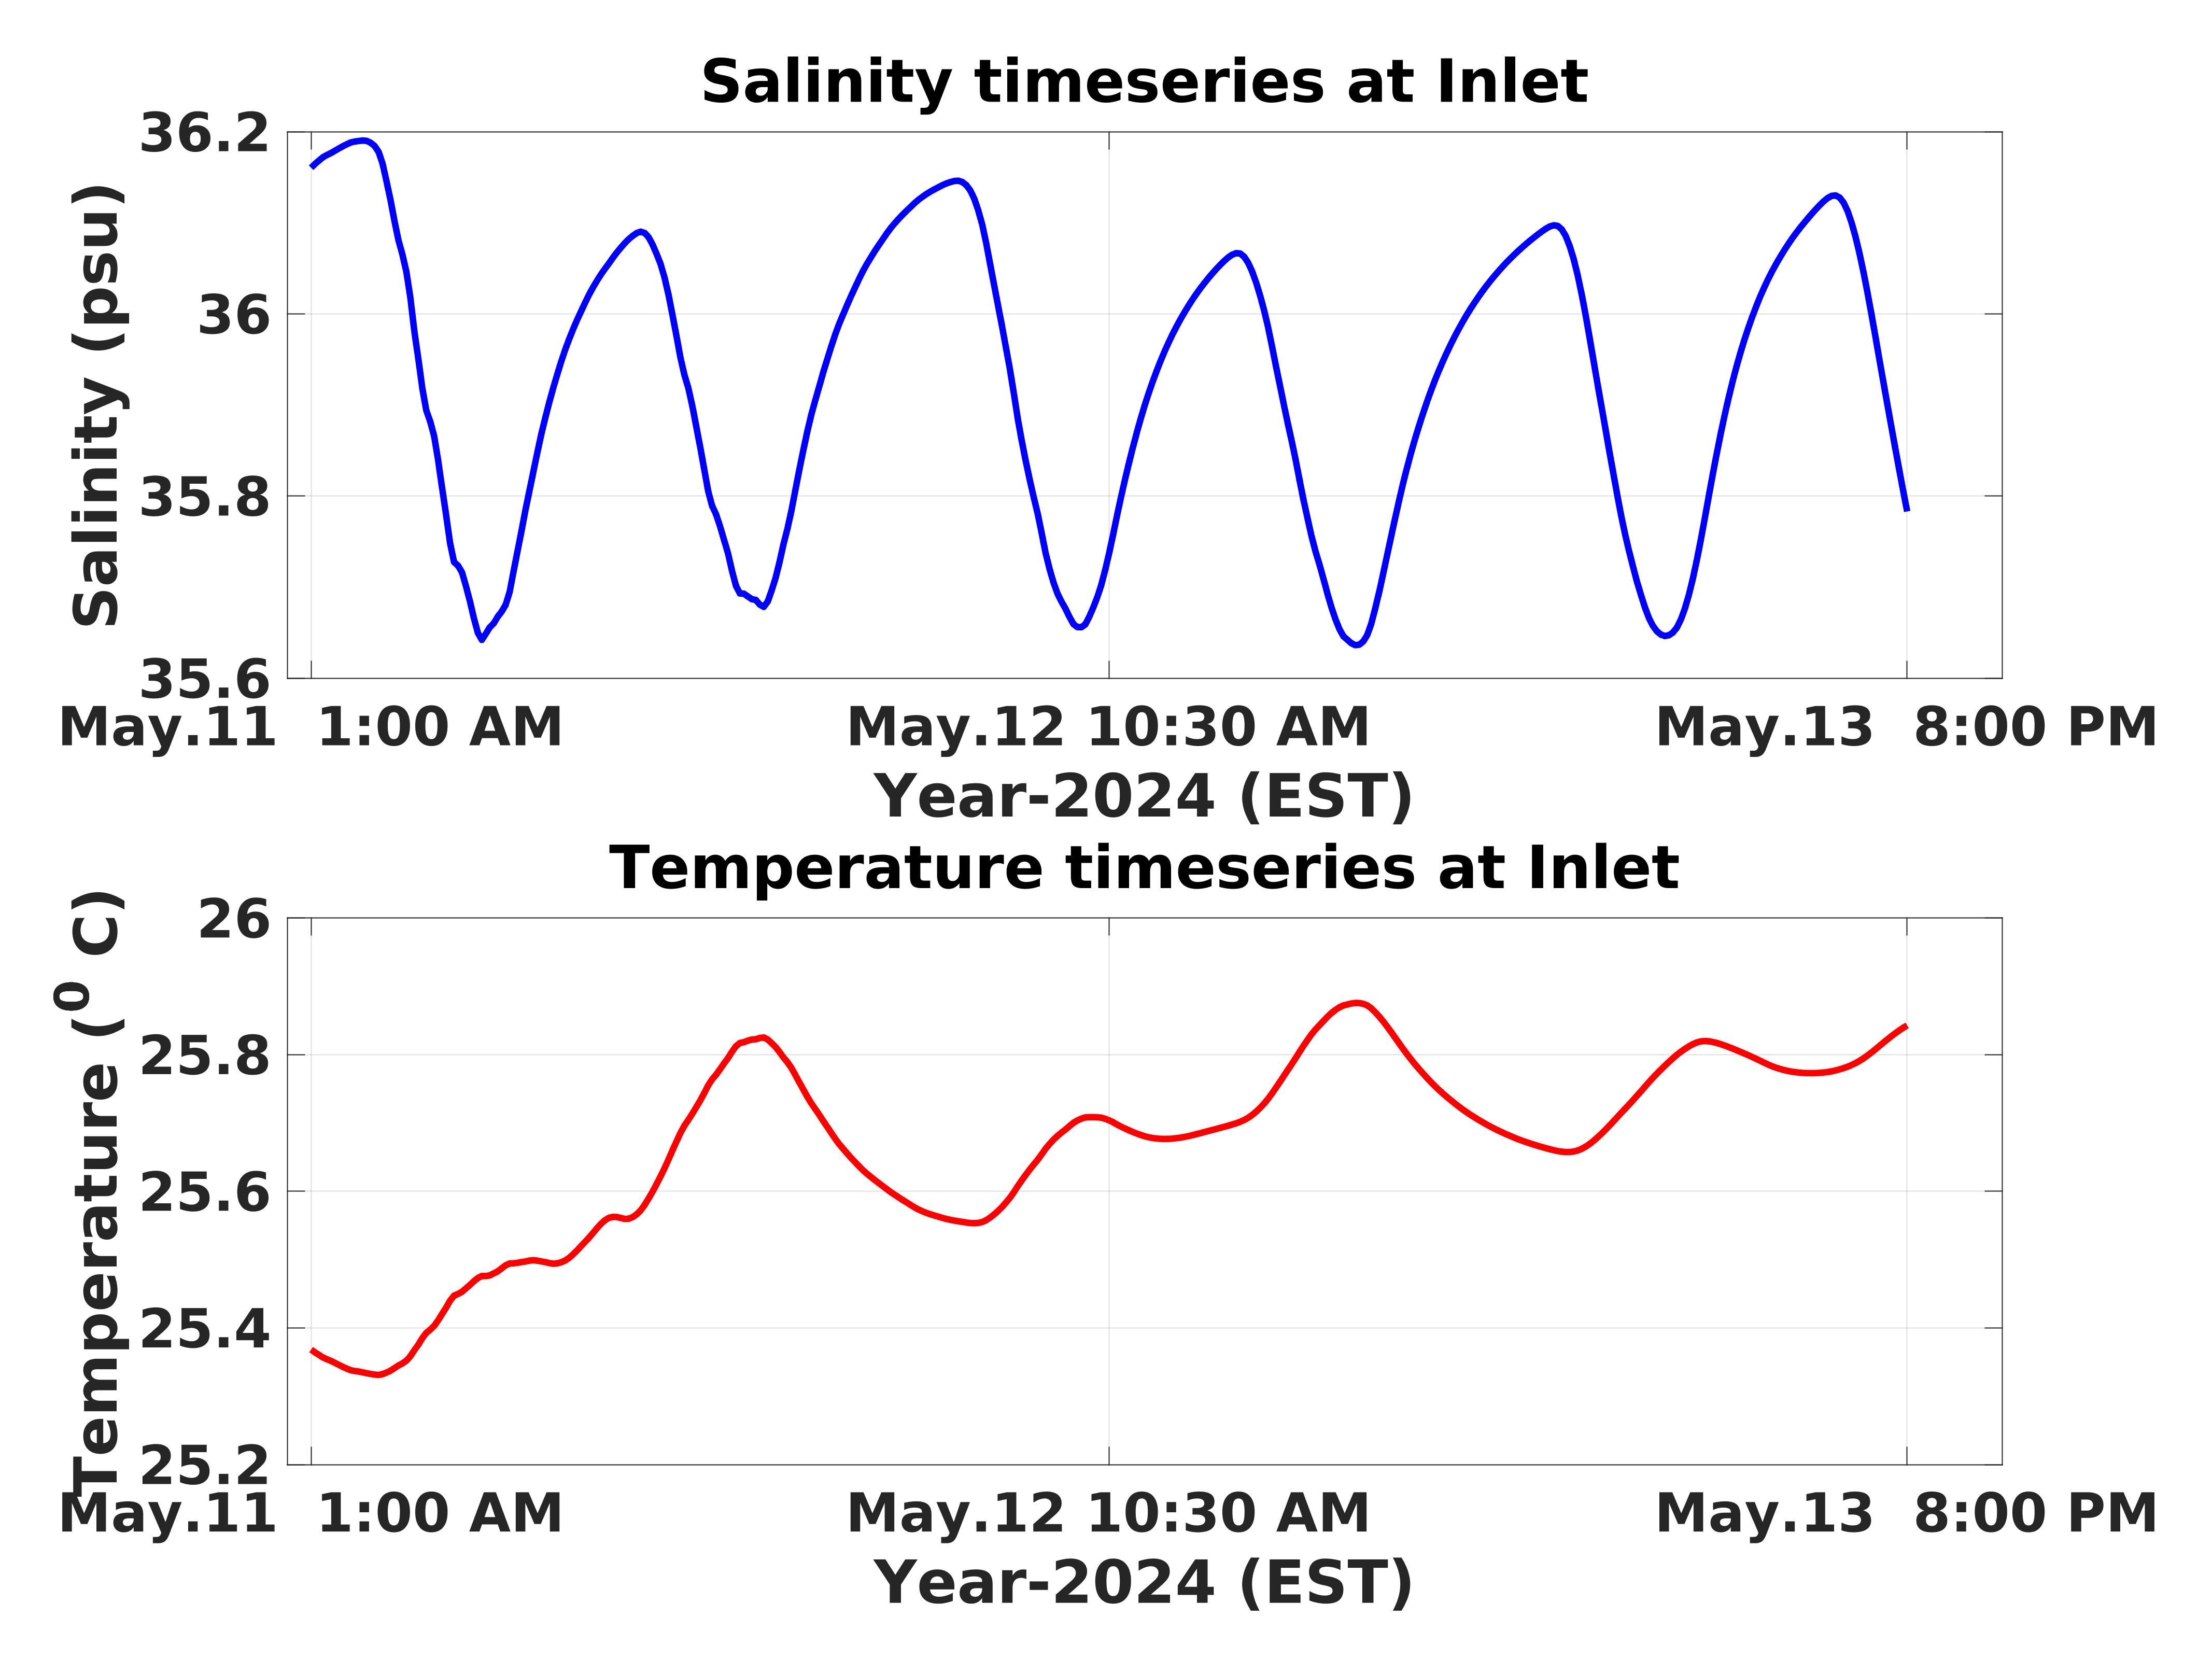 Salinity timeseries at Inlet
Salinity (psu)
36.2
36
35.8
35.6
May.11  1:00 AM
May.12 10:30 AM
May.13  8:00 PM
Year-2024 (EST)
Temperature timeseries at Inlet
Temperature (⁰ C)
26
25.8
25.6
25.4
25.2
May.11  1:00 AM
May.12 10:30 AM
May.13  8:00 PM
Year-2024 (EST)